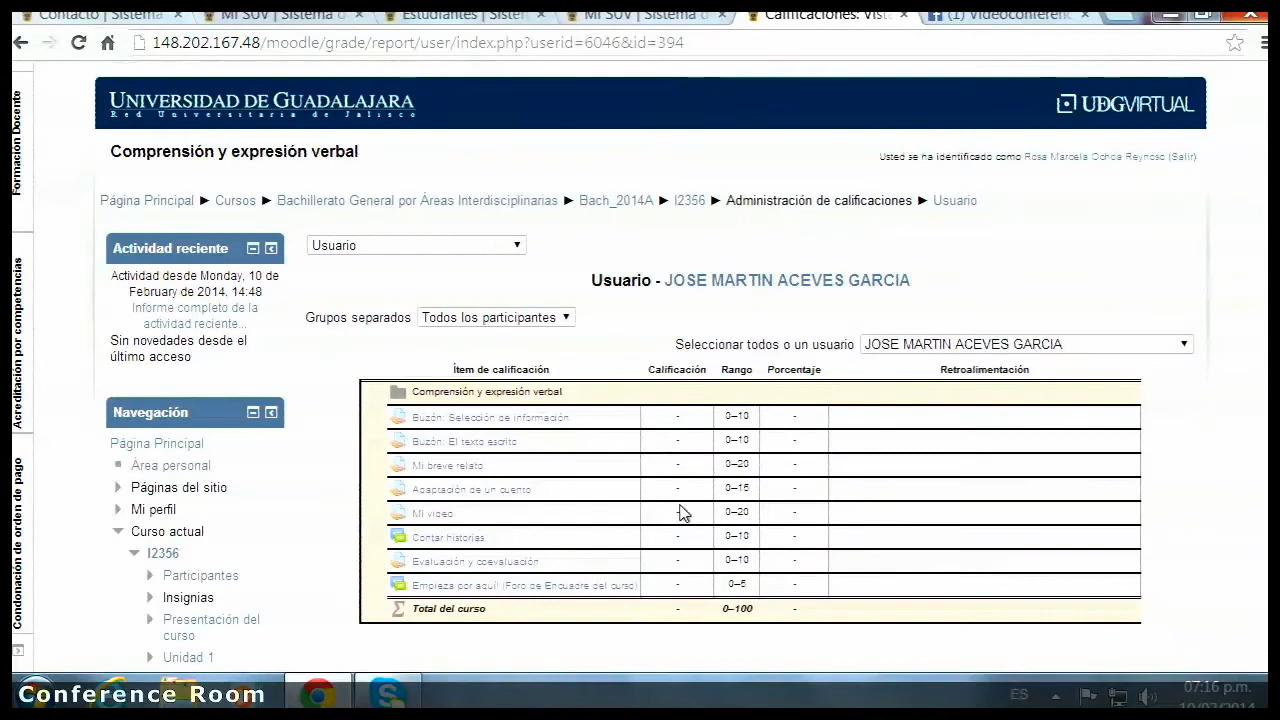 Contacto | Sistema
Mi SUV | Sistema d
Estudiantes | Sisten
Mi SUV | Sistema d
Calificaciones: Vista
(1) Videoconferenc
148.202.167.48/moodle/grade/report/user/index.php?userid=6046&id=394
Formación Docente
Acreditación por competencias
Condonación de orden de pago
UNIVERSIDAD DE GUADALAJARA
Red Universitaria de Jalisco
UDGVIRTUAL
Comprensión y expresión verbal
Usted se ha identificado como Rosa Marcela Ochoa Reynoso (Salir)
Página Principal ► Cursos ► Bachillerato General por Áreas Interdisciplinarias ► Bach_2014A ► I2356 ► Administración de calificaciones ► Usuario
Actividad reciente
Actividad desde Monday, 10 de
February de 2014, 14:48
Informe completo de la
actividad reciente...
Sin novedades desde el
último acceso
Navegación
Página Principal
Área personal
Páginas del sitio
Mi perfil
Curso actual
I2356
Participantes
Insignias
Presentación del
curso
Unidad 1
Usuario
Usuario - JOSE MARTIN ACEVES GARCIA
Grupos separados Todos los participantes
Seleccionar todos o un usuario JOSE MARTIN ACEVES GARCIA
Ítem de calificación Calificación Rango Porcentaje Retroalimentación
Comprensión y expresión verbal
Buzón: Selección de información - 0–10 -
Buzón: El texto escrito - 0–10 -
Mi breve relato - 0–20 -
Adaptación de un cuento - 0–15 -
Mi video - 0–20 -
Contar historias - 0–10 -
Evaluación y coevaluación - 0–10 -
Empieza por aquí! (Foro de Encuadre del curso) - 0–5 -
Total del curso - 0–100 -
Conference Room
ES
07:16 p.m.
10/02/2014